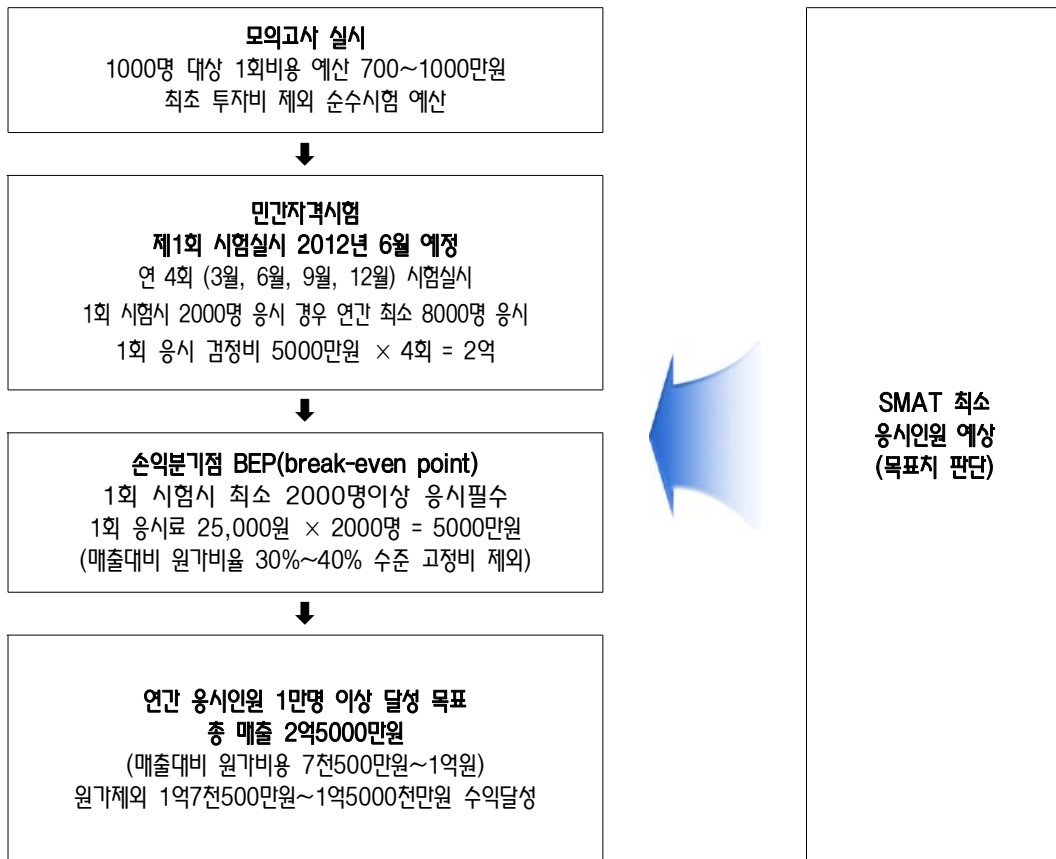 모의고사 실시
1000명 대상 1회비용 예산 700~1000만원
최초 투자비 제외 순수시험 예산
민간자격시험
제1회 시험실시 2012년 6월 예정
연 4회 (3월, 6월, 9월, 12월) 시험실시
1회 시험시 2000명 응시 경우 연간 최소 8000명 응시
1회 응시 검정비 5000만원 × 4회 = 2억
손익분기점 BEP(break-even point)
1회 시험시 최소 2000명이상 응시필수
1회 응시료 25,000원 × 2000명 = 5000만원
(매출대비 원가비율 30%~40% 수준 고정비 제외)
연간 응시인원 1만명 이상 달성 목표
총 매출 2억5000만원
(매출대비 원가비용 7천500만원~1억원)
원가제외 1억7천500만원~1억5000천만원 수익달성
SMAT 최소
응시인원 예상
(목표치 판단)